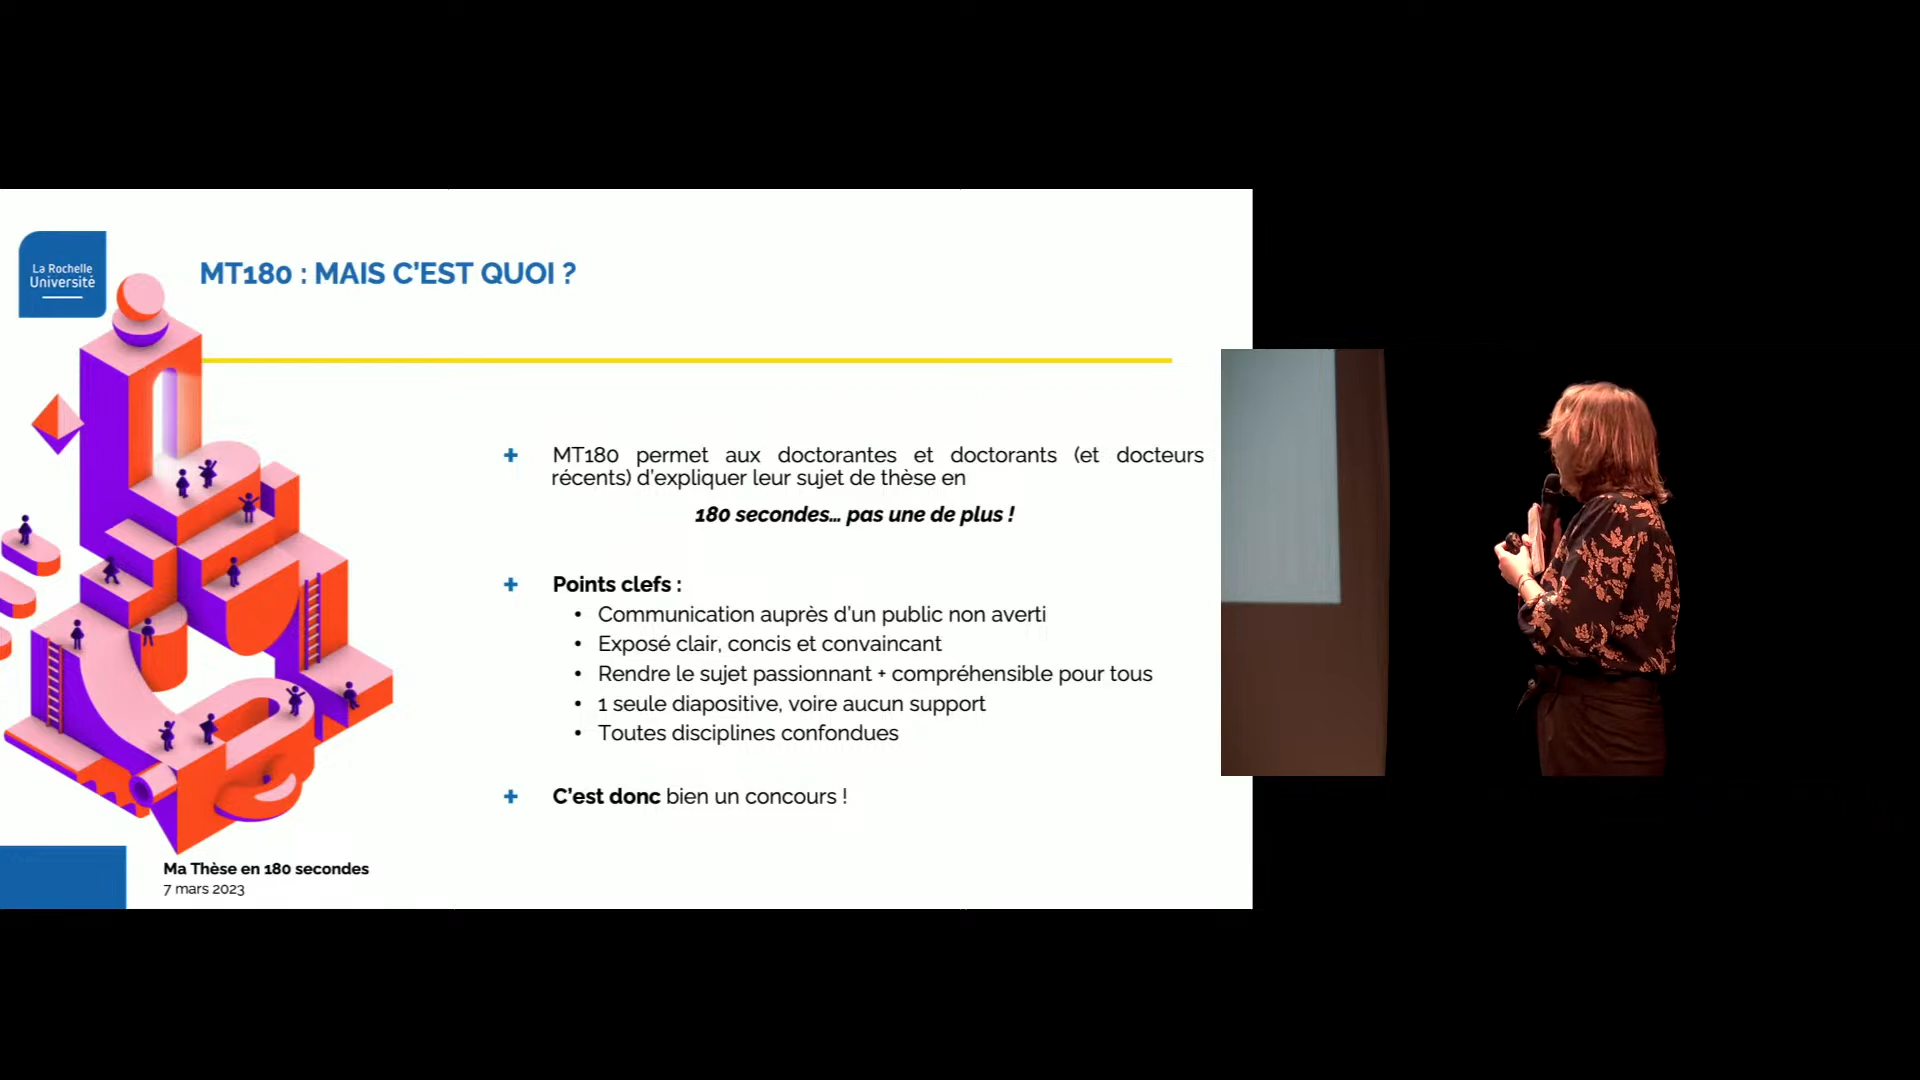 La Rochelle
Université
MT180 : MAIS C'EST QUOI ?
+ MT180 permet aux doctorantes et doctorants (et docteurs
récents) d'expliquer leur sujet de thèse en
180 secondes... pas une de plus !
+ Points clefs :
• Communication auprès d'un public non averti
• Exposé clair, concis et convaincant
• Rendre le sujet passionnant + compréhensible pour tous
• 1 seule diapositive, voire aucun support
• Toutes disciplines confondues
+ C'est donc bien un concours !
Ma Thèse en 180 secondes
7 mars 2023